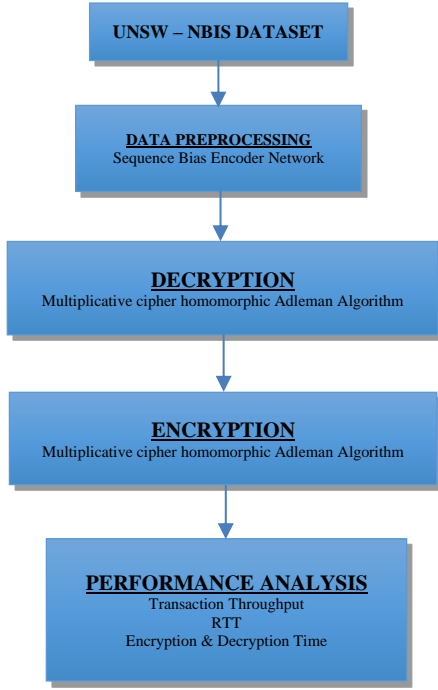 UNSW – NBIS DATASET
DATA PREPROCESSING
Sequence Bias Encoder Network
DECRYPTION
Multiplicative cipher homomorphic Adleman Algorithm
ENCRYPTION
Multiplicative cipher homomorphic Adleman Algorithm
PERFORMANCE ANALYSIS
Transaction Throughput
RTT
Encryption & Decryption Time